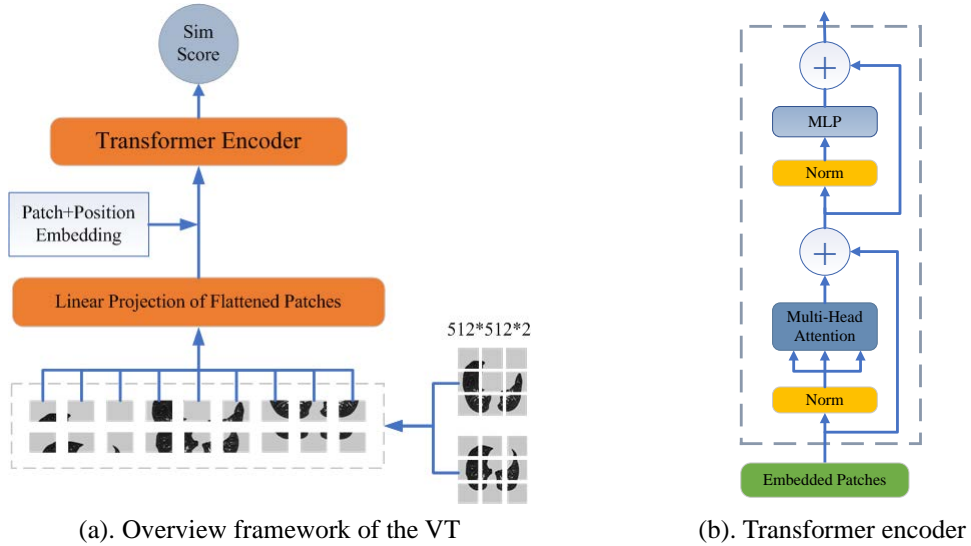 Sim
Score
Transformer Encoder
Patch+Position
Embedding
Linear Projection of Flattened Patches
512*512*2
(a). Overview framework of the VT
+
MLP
Norm
+
Multi-Head
Attention
Norm
Embedded Patches
(b). Transformer encoder